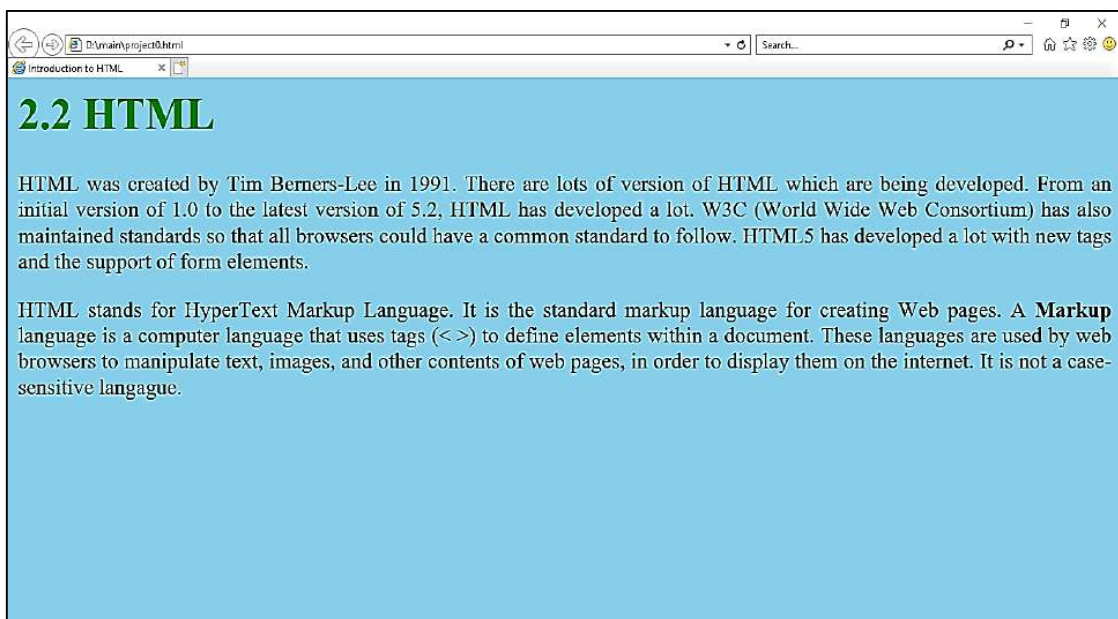 D:\main\project0.html
Search...
Introduction to HTML
2.2 HTML
HTML was created by Tim Berners-Lee in 1991. There are lots of version of HTML which are being developed. From an
initial version of 1.0 to the latest version of 5.2, HTML has developed a lot. W3C (World Wide Web Consortium) has also
maintained standards so that all browsers could have a common standard to follow. HTML5 has developed a lot with new tags
and the support of form elements.
HTML stands for HyperText Markup Language. It is the standard markup language for creating Web pages. A Markup
language is a computer language that uses tags (< >) to define elements within a document. These languages are used by web
browsers to manipulate text, images, and other contents of web pages, in order to display them on the internet. It is not a case-
sensitive langague.